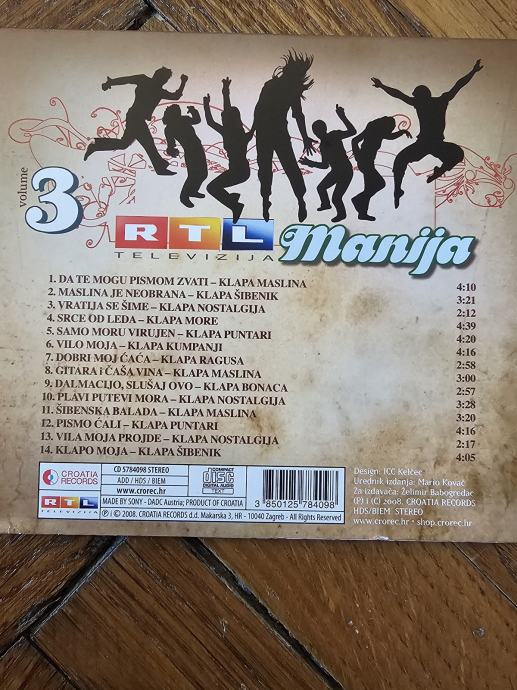 volume
3
RTL
TELEVIZIJA
Manija
1. DA TE MOGU PISMOM ZVATI – KLAPA MASLINA 4:10
2. MASLINA JE NEOBRANA – KLAPA ŠIBENIK 3:21
3. VRATIJA SE ŠIME – KLAPA NOSTALGIJA 2:12
4. SRCE OD LEDA – KLAPA MORE 4:39
5. SAMO MORU VIRUJEN – KLAPA PUNTARI 4:20
6. VILO MOJA – KLAPA KUMPANJI 4:16
7. DOBRI MOJ ĆAĆA – KLAPA RAGUSA 2:58
8. GITARA i ČAŠA VINA – KLAPA MASLINA 3:00
9. DALMACIJO, SLUŠAJ OVO – KLAPA BONACA 2:57
10. PLAVI PUTEVI MORA – KLAPA NOSTALGIJA 3:28
11. ŠIBENSKA BALADA – KLAPA MASLINA 3:20
12. PISMO ĆALI – KLAPA PUNTARI 4:16
13. VILA MOJA PROJDE – KLAPA NOSTALGIJA 2:17
14. KLAPO MOJA – KLAPA ŠIBENIK 4:05
CROATIA
RECORDS
RTL
TELEVIZIJA
CD 5784098 STEREO
ADD / HDS / BIEM
www.crorec.hr
MADE BY SONY - DADC Austria; PRODUCT OF CROATIA
COMPACT
disc
DIGITAL AUDIO
3 850125 784098
℗ i © 2008. CROATIA RECORDS d.d. Makarska 3, HR - 10040 Zagreb - All Rights Reserved
Design: ICC Kelčec
Urednik izdanja: Mario Kovač
Za izdavača: Želimir Babogredac
(P) i (C) 2008. CROATIA RECORDS
HDS/BIEM STEREO
www.crorec.hr · shop.crorec.hr